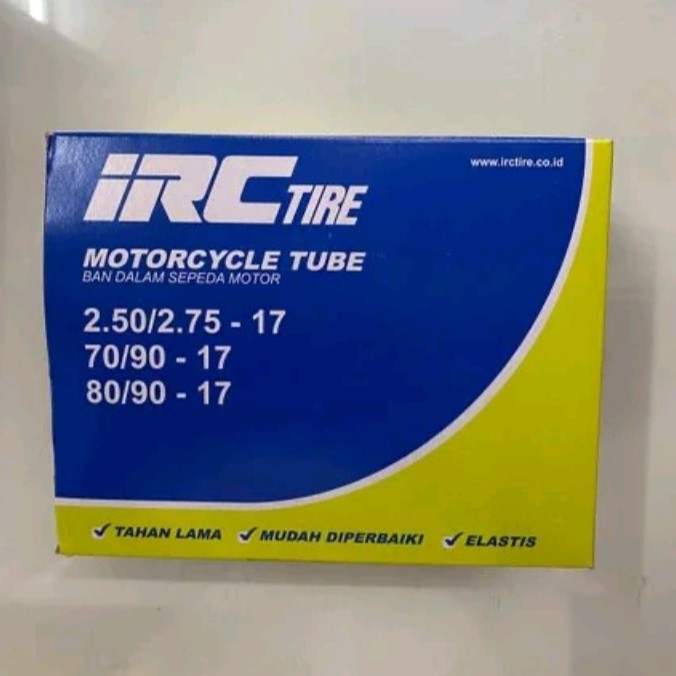 www.irctire.co.id
IRC TIRE
MOTORCYCLE TUBE
BAN DALAM SEPEDA MOTOR
2.50/2.75 - 17
70/90 - 17
80/90 - 17
TAHAN LAMA MUDAH DIPERBAIKI ELASTIS